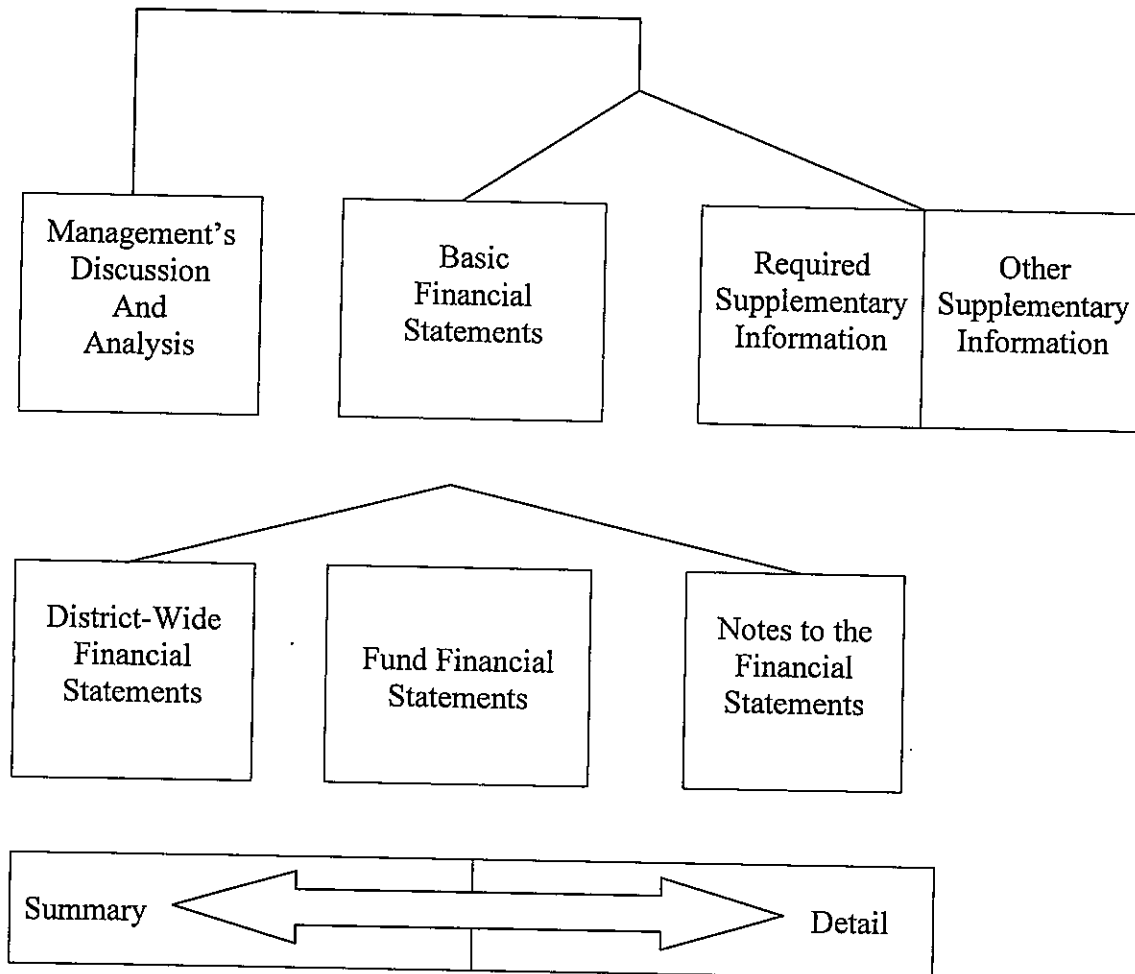 Management's
Discussion
And
Analysis
Basic
Financial
Statements
Required
Supplementary
Information
Other
Supplementary
Information
District-Wide
Financial
Statements
Fund Financial
Statements
Notes to the
Financial
Statements
Summary
Detail